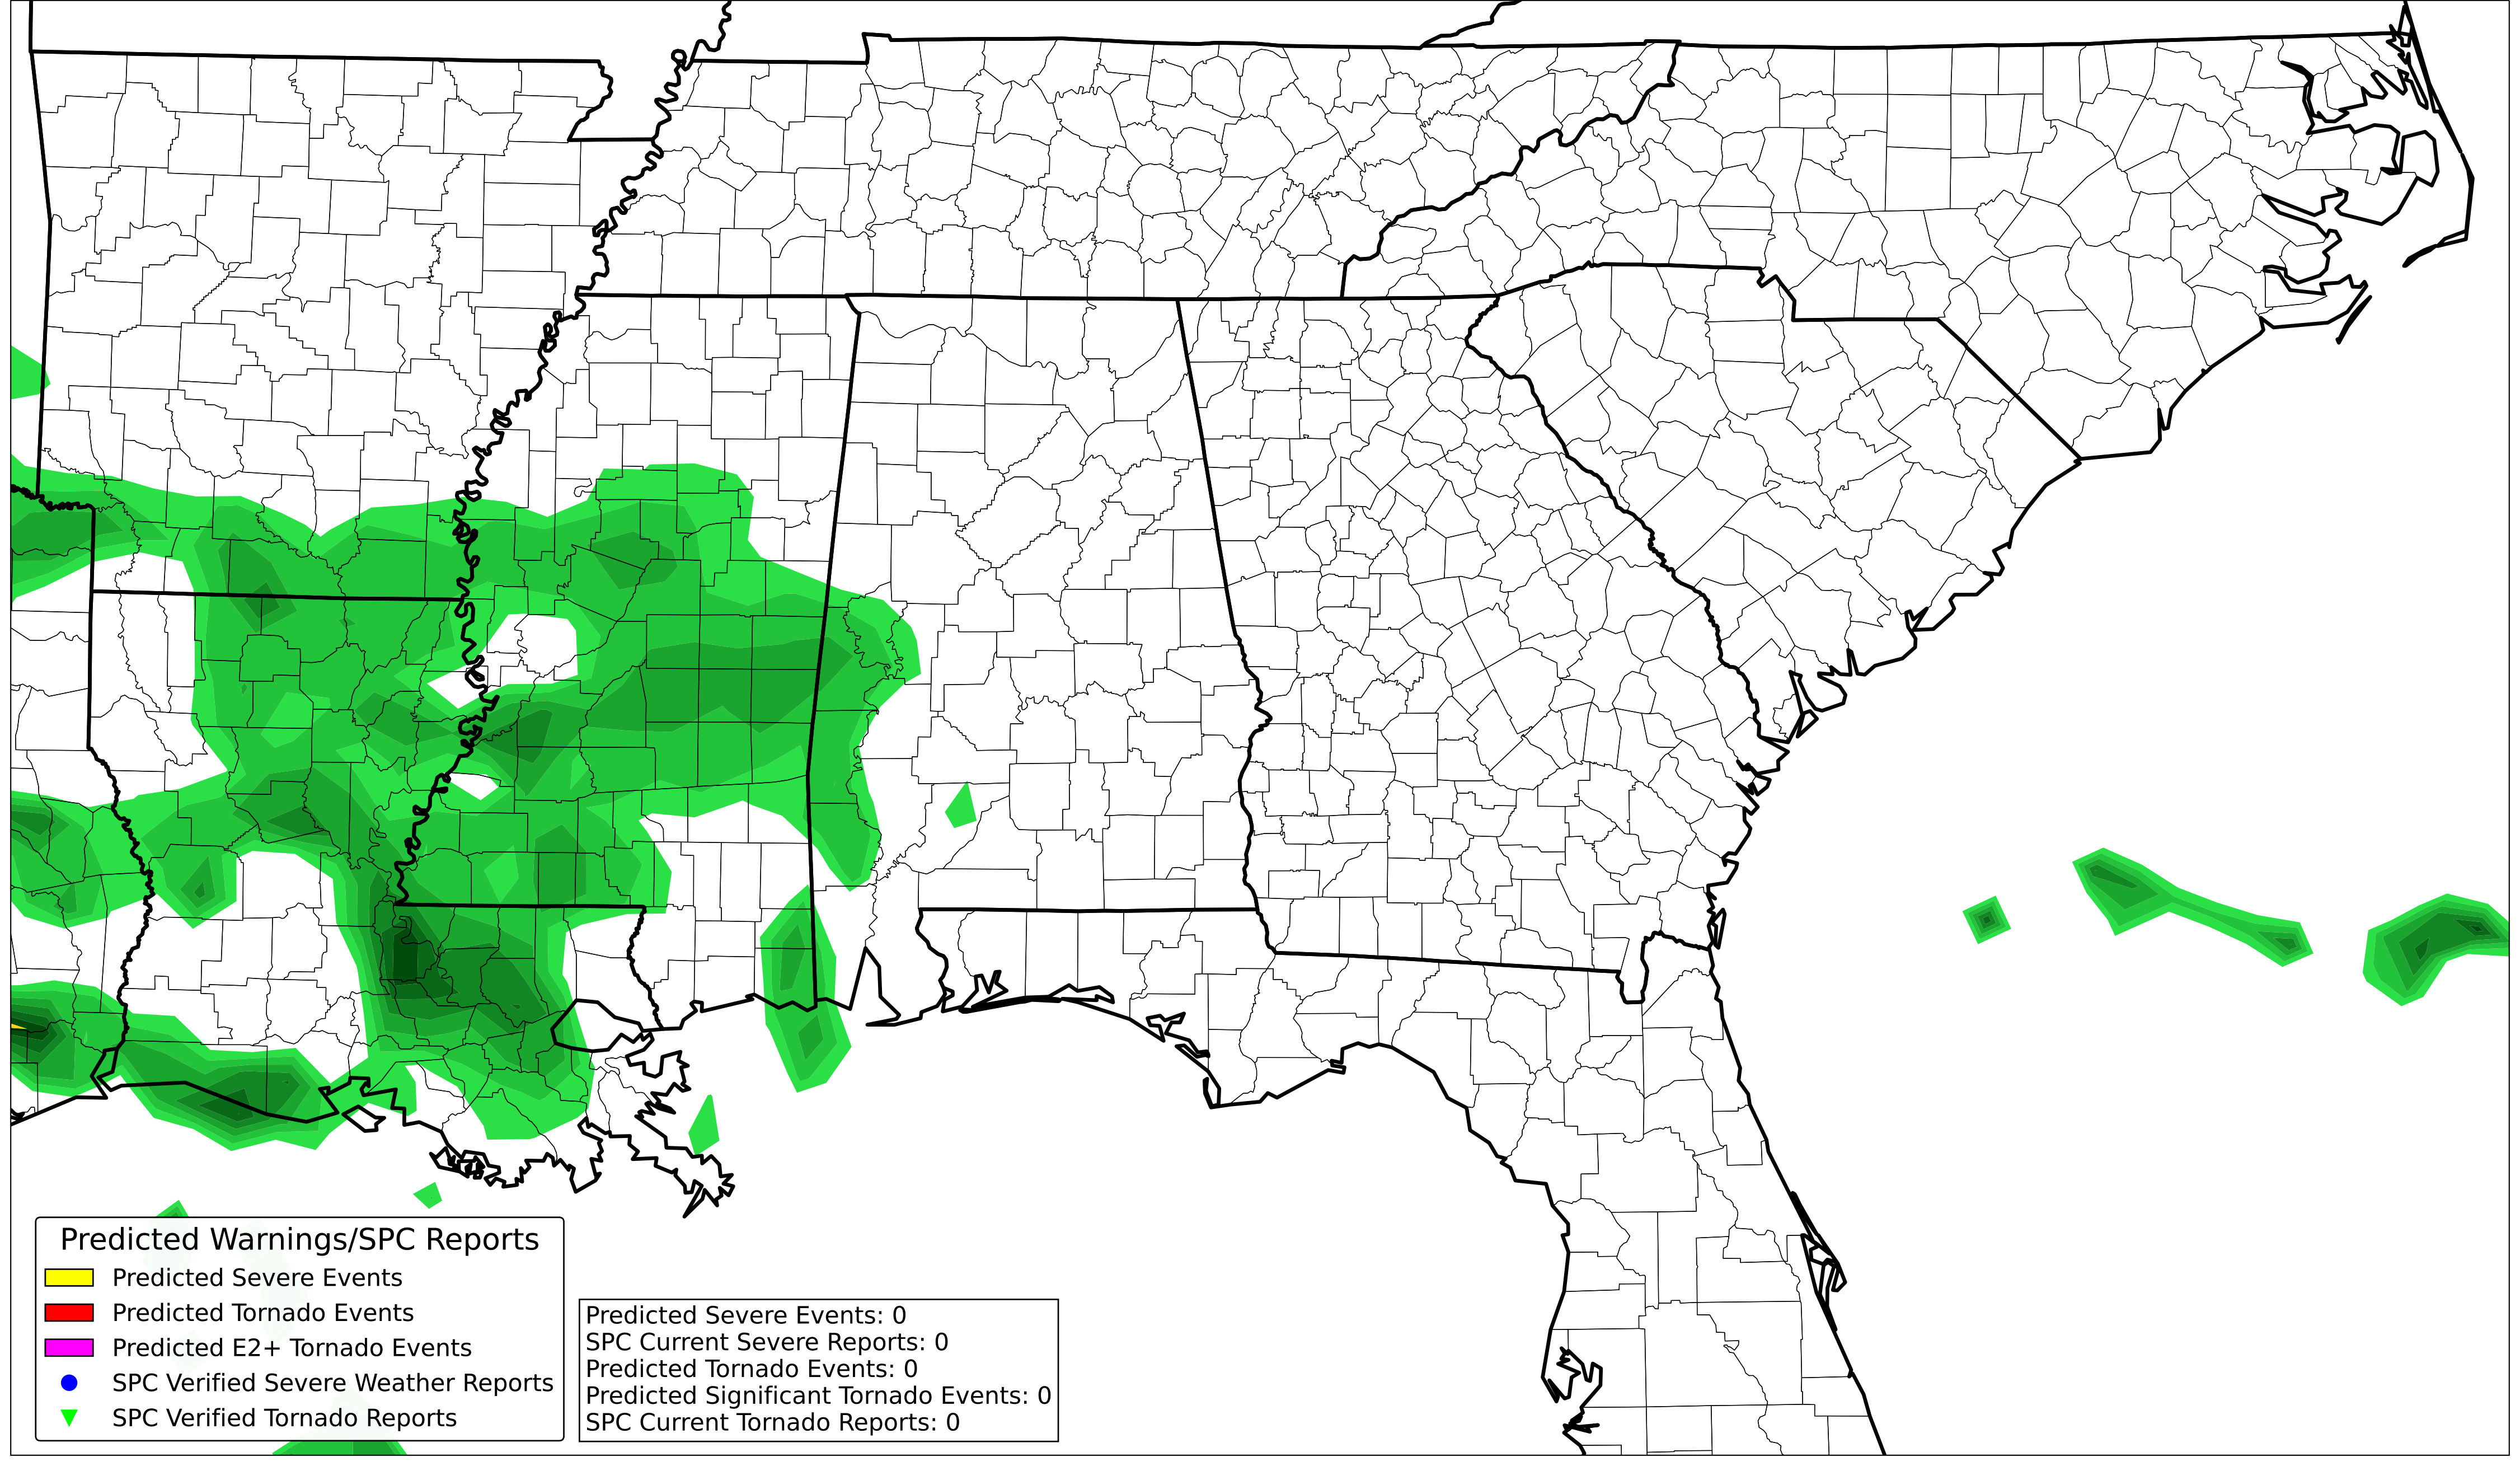 Predicted Warnings/SPC Reports
Predicted Severe Events
Predicted Tornado Events
Predicted E2+ Tornado Events
SPC Verified Severe Weather Reports
SPC Verified Tornado Reports
Predicted Severe Events: 0
SPC Current Severe Reports: 0
Predicted Tornado Events: 0
Predicted Significant Tornado Events: 0
SPC Current Tornado Reports: 0